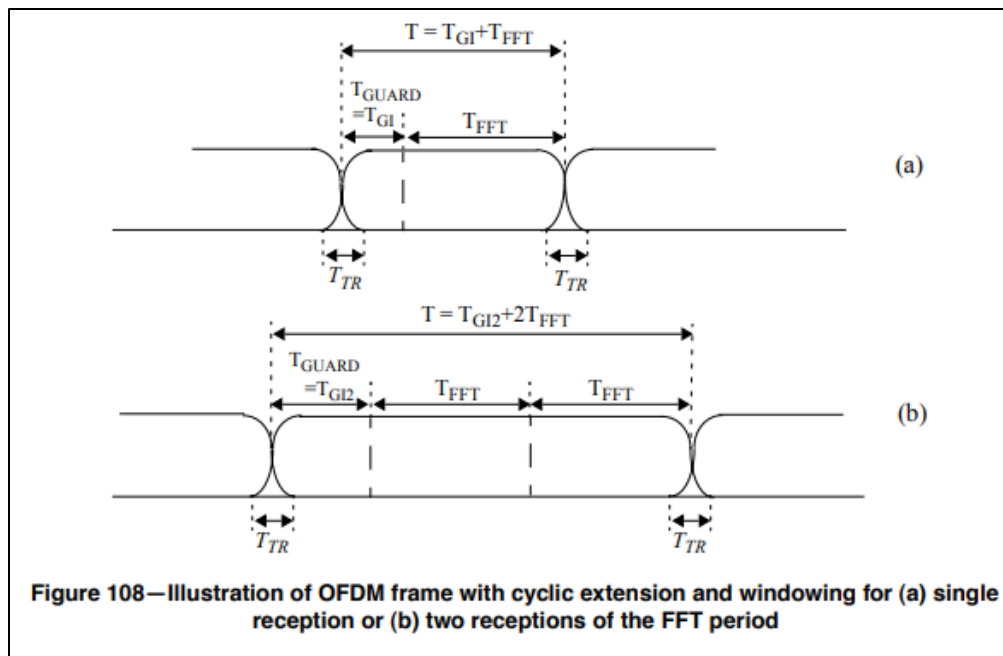 T = TGI+TFFT
TGUARD
=TGI
TFFT
(a)
TTR
TTR
T = TGI2+2TFFT
TGUARD
=TGI2
TFFT
TFFT
(b)
TTR
TTR
Figure 108—Illustration of OFDM frame with cyclic extension and windowing for (a) single
reception or (b) two receptions of the FFT period